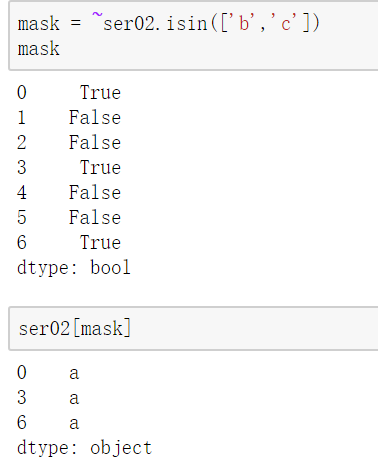 mask = ~ser02.isin(['b','c'])
mask
0     True
1    False
2    False
3     True
4    False
5    False
6     True
dtype: bool
ser02[mask]
0    a
3    a
6    a
dtype: object